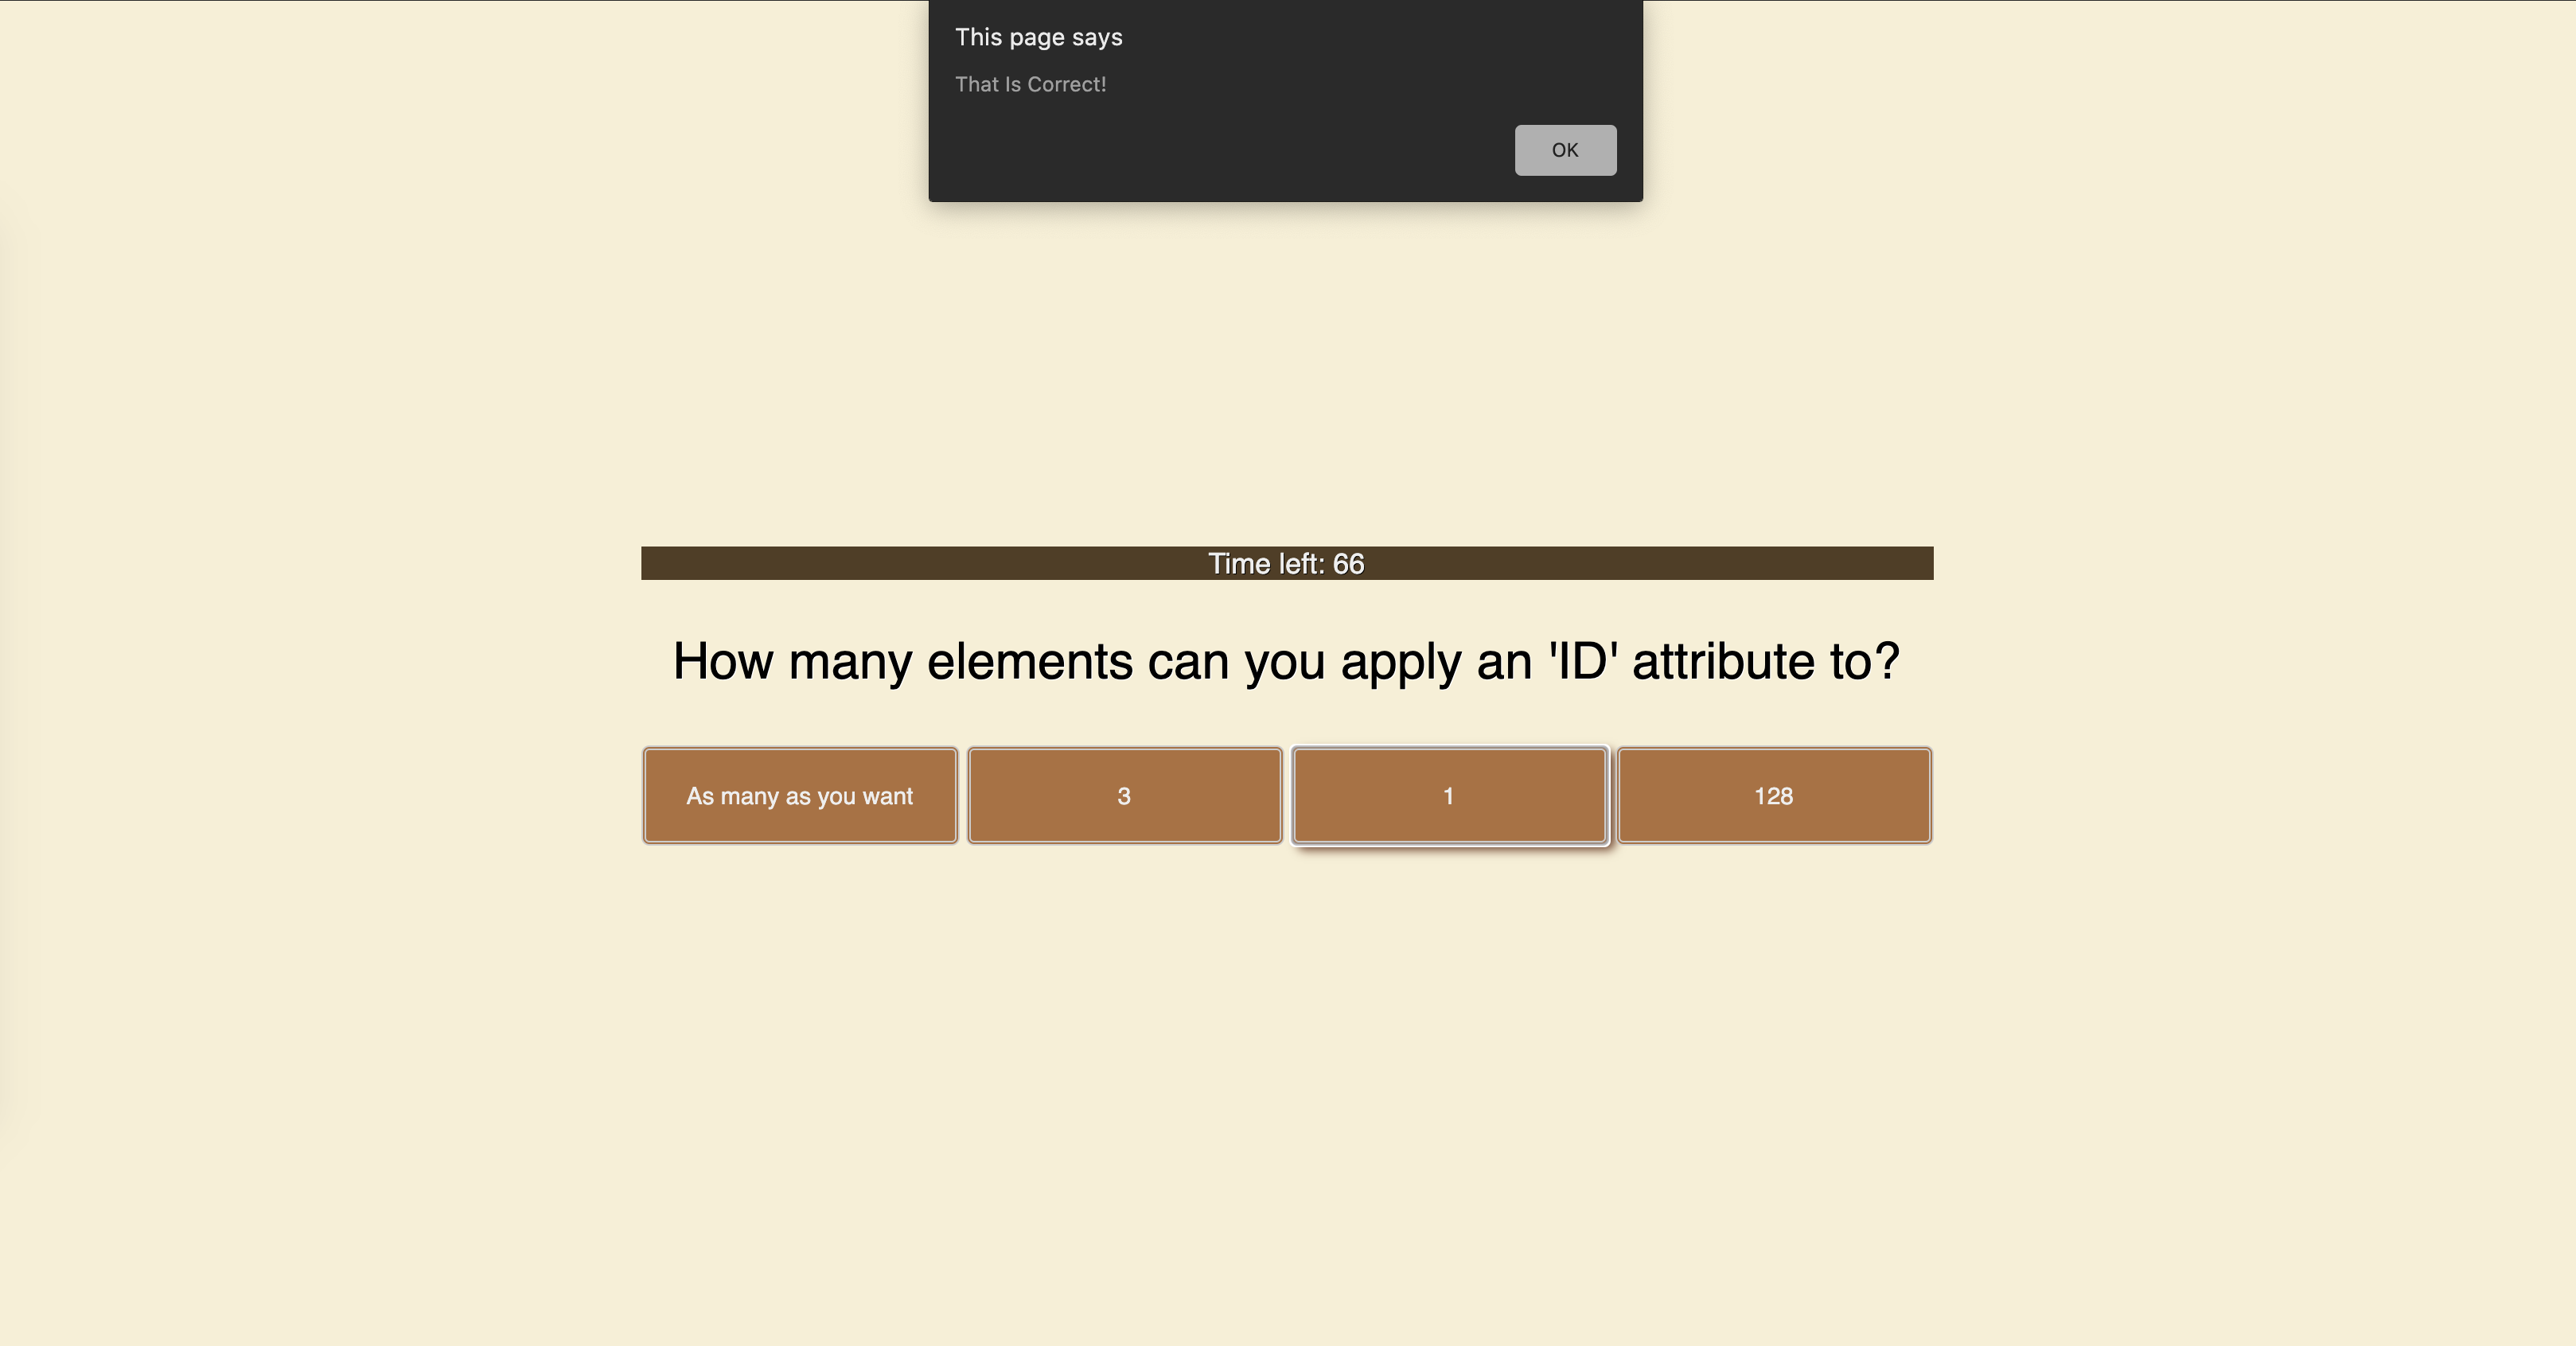 This page says
That Is Correct!
OK
Time left: 66
How many elements can you apply an 'ID' attribute to?
As many as you want
3
1
128